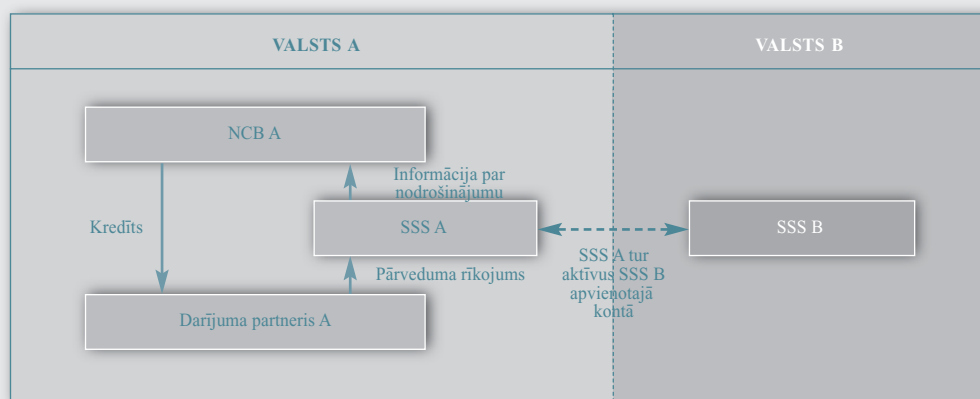 VALSTS A
VALSTS B
NCB A
Informācija par
nodrošinājumu
Kredīts
SSS A
SSS B
SSS A tur
aktīvus SSS B
apvienotajā
kontā
Pārveduma rīkojums
Darījuma partneris A